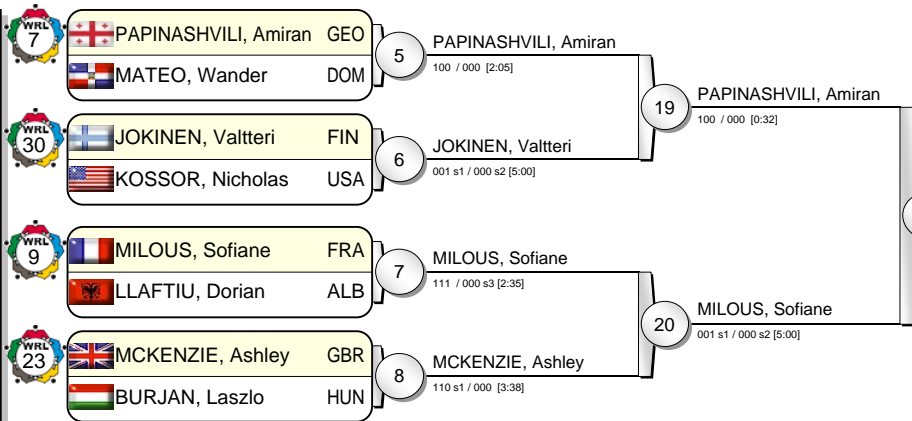 WRL
7
PAPINASHVILI, Amiran GEO
MATEO, Wander DOM
5
PAPINASHVILI, Amiran
100 / 000 [2:05]
19
PAPINASHVILI, Amiran
100 / 000 [0:32]
WRL
30
JOKINEN, Valtteri FIN
KOSSOR, Nicholas USA
6
JOKINEN, Valtteri
001 s1 / 000 s2 [5:00]
WRL
9
MILOUS, Sofiane FRA
LLAFTIU, Dorian ALB
7
MILOUS, Sofiane
111 / 000 s3 [2:35]
20
MILOUS, Sofiane
001 s1 / 000 s2 [5:00]
WRL
23
MCKENZIE, Ashley GBR
BURJAN, Laszlo HUN
8
MCKENZIE, Ashley
110 s1 / 000 [3:38]